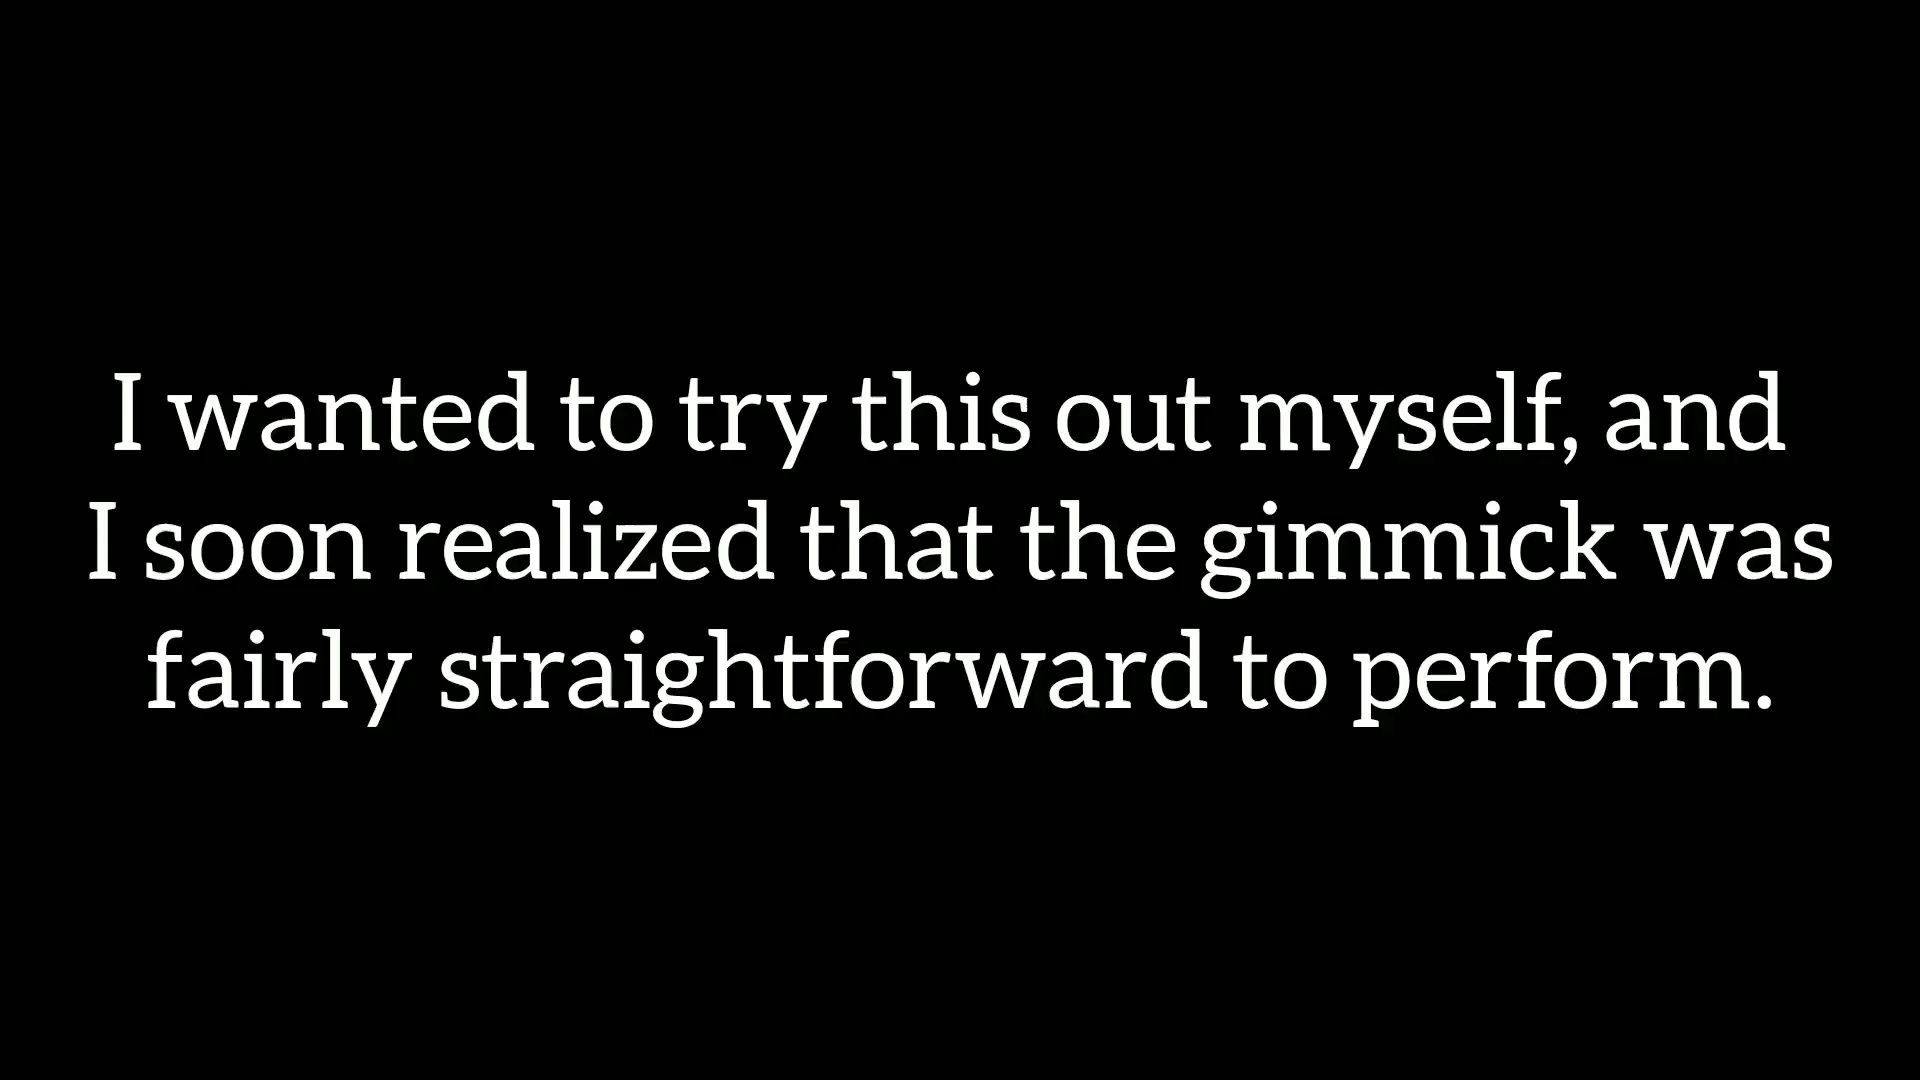 I wanted to try this out myself, and
I soon realized that the gimmick was
fairly straightforward to perform.